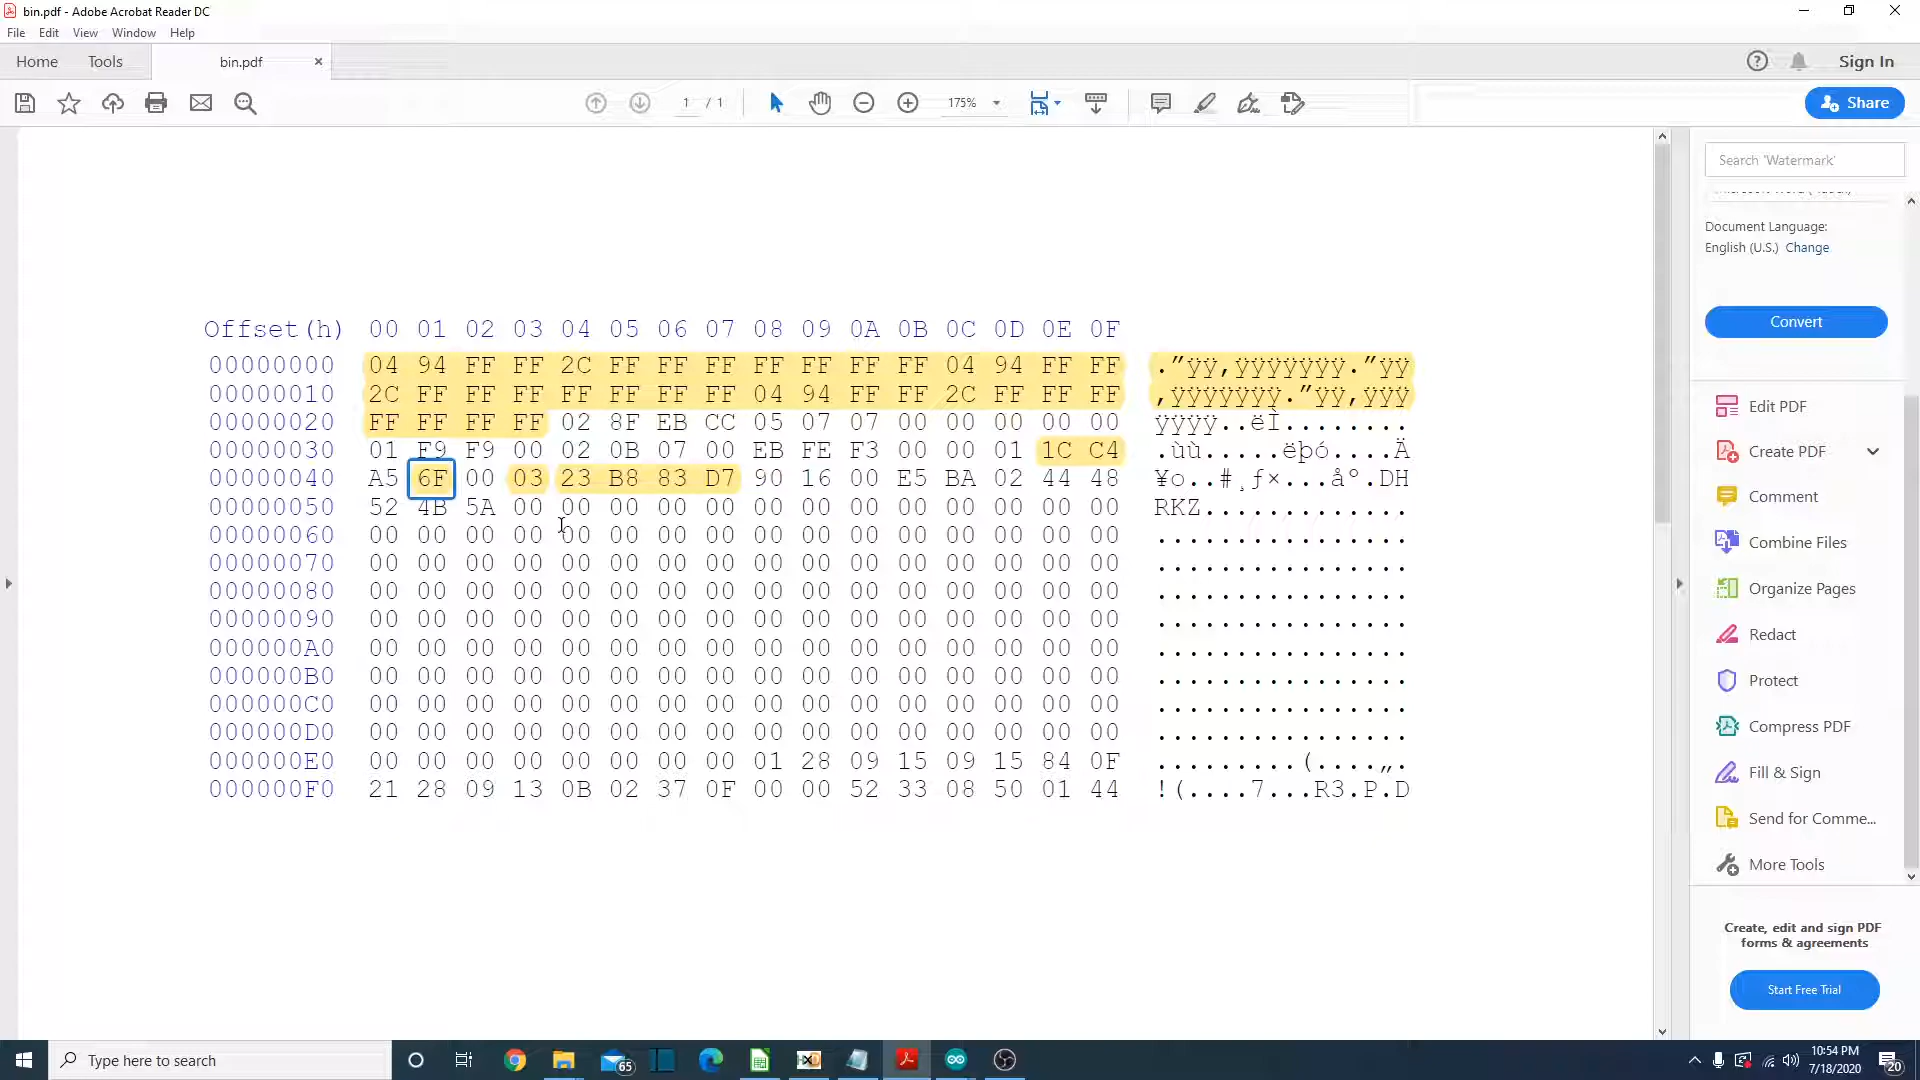 bin.pdf - Adobe Acrobat Reader DC
File Edit View Window Help
Home Tools bin.pdf × Sign In
1 / 1 175% Share
Search 'Watermark'
Document Language:
English (U.S.) Change
Convert
Edit PDF
Create PDF
Comment
Combine Files
Organize Pages
Redact
Protect
Compress PDF
Fill & Sign
Send for Comme...
More Tools
Create, edit and sign PDF
forms & agreements
Start Free Trial
Offset(h) 00 01 02 03 04 05 06 07 08 09 0A 0B 0C 0D 0E 0F
00000000 04 94 FF FF 2C FF FF FF FF FF FF FF 04 94 FF FF .”ÿÿ,ÿÿÿÿÿÿÿ.”ÿÿ
00000010 2C FF FF FF FF FF FF FF 04 94 FF FF 2C FF FF FF ,ÿÿÿÿÿÿÿ.”ÿÿ,ÿÿÿ
00000020 FF FF FF FF 02 8F EB CC 05 07 07 00 00 00 00 00 ÿÿÿÿ..ëÌ........
00000030 01 F9 F9 00 02 0B 07 00 EB FE F3 00 00 01 1C C4 .ùù.....ëþó....Ä
00000040 A5 6F 00 03 23 B8 83 D7 90 16 00 E5 BA 02 44 48 ¥o..#¸ƒ×...åº.DH
00000050 52 4B 5A 00 00 00 00 00 00 00 00 00 00 00 00 00 RKZ.............
00000060 00 00 00 00 00 00 00 00 00 00 00 00 00 00 00 00 ................
00000070 00 00 00 00 00 00 00 00 00 00 00 00 00 00 00 00 ................
00000080 00 00 00 00 00 00 00 00 00 00 00 00 00 00 00 00 ................
00000090 00 00 00 00 00 00 00 00 00 00 00 00 00 00 00 00 ................
000000A0 00 00 00 00 00 00 00 00 00 00 00 00 00 00 00 00 ................
000000B0 00 00 00 00 00 00 00 00 00 00 00 00 00 00 00 00 ................
000000C0 00 00 00 00 00 00 00 00 00 00 00 00 00 00 00 00 ................
000000D0 00 00 00 00 00 00 00 00 00 00 00 00 00 00 00 00 ................
000000E0 00 00 00 00 00 00 00 00 01 28 09 15 09 15 84 0F .........(....„.
000000F0 21 28 09 13 0B 02 37 0F 00 00 52 33 08 50 01 44 !(....7...R3.P.D
Type here to search
65
10:54 PM
7/18/2020
20